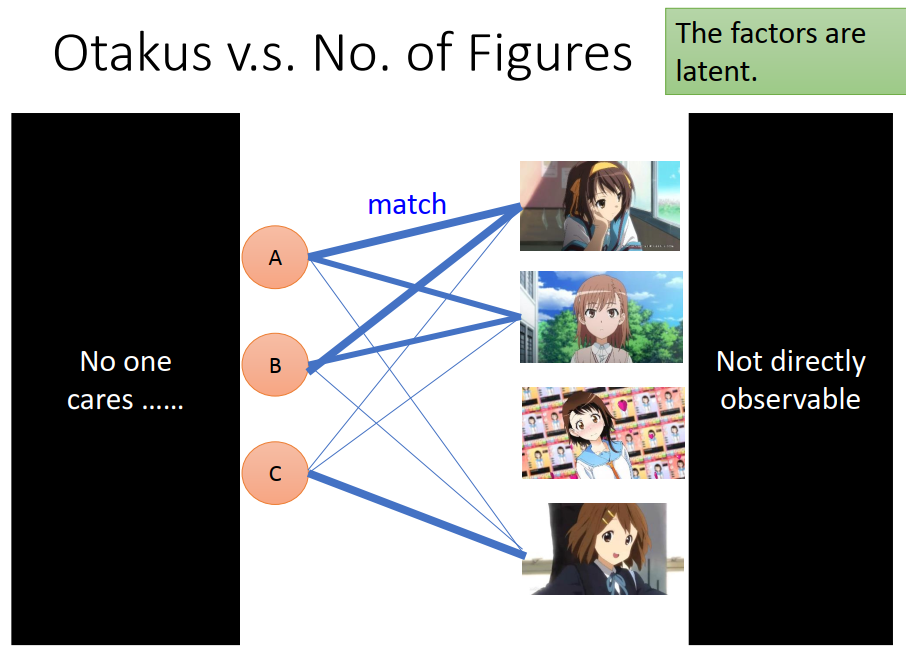 Otakus v.s. No. of Figures
The factors are
latent.
match
A
B
C
No one
cares ......
Not directly
observable